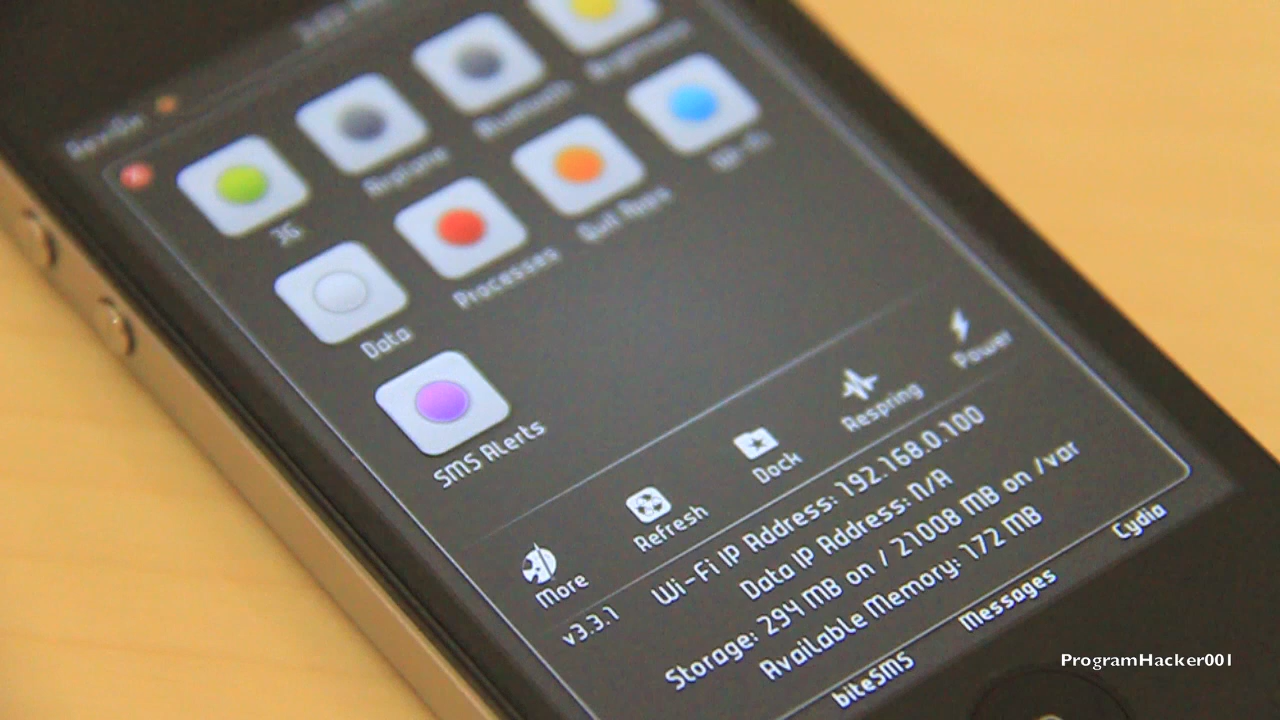 Brightness
Bluetooth
Airplane
3G
Wi-Fi
Quit Apps
Processes
Data
SMS Alerts
More
Refresh
Dock
Respring
Power
v3.3.1
Wi-Fi IP Address: 192.168.0.100
Data IP Address: N/A
Storage: 294 MB on / 21008 MB on /var
Available Memory: 172 MB
biteSMS
Messages
Cydia
ProgramHacker001